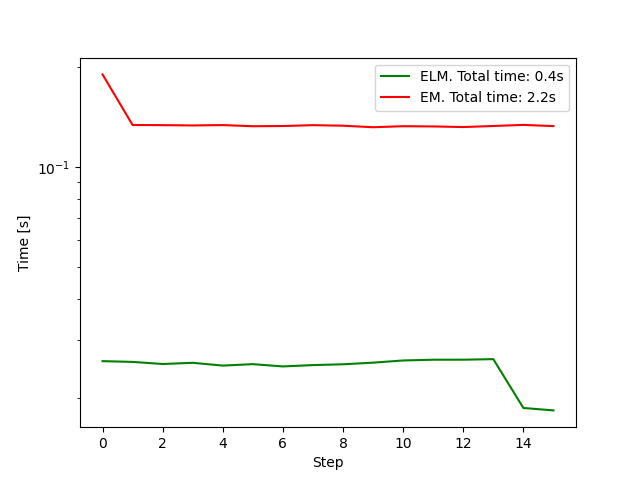 ELM. Total time: 0.4s
EM. Total time: 2.2s
10⁻¹
Time [s]
0 2 4 6 8 10 12 14
Step